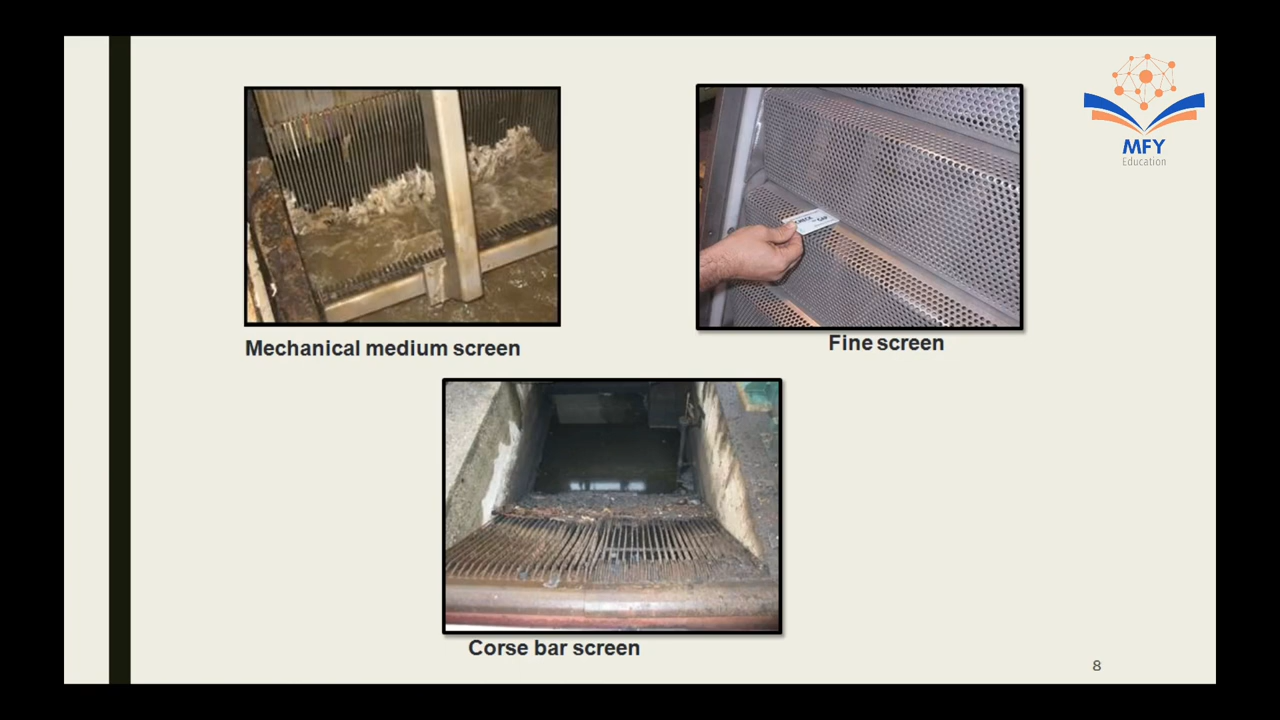 MFY
Education
Mechanical medium screen
Fine screen
Corse bar screen
8